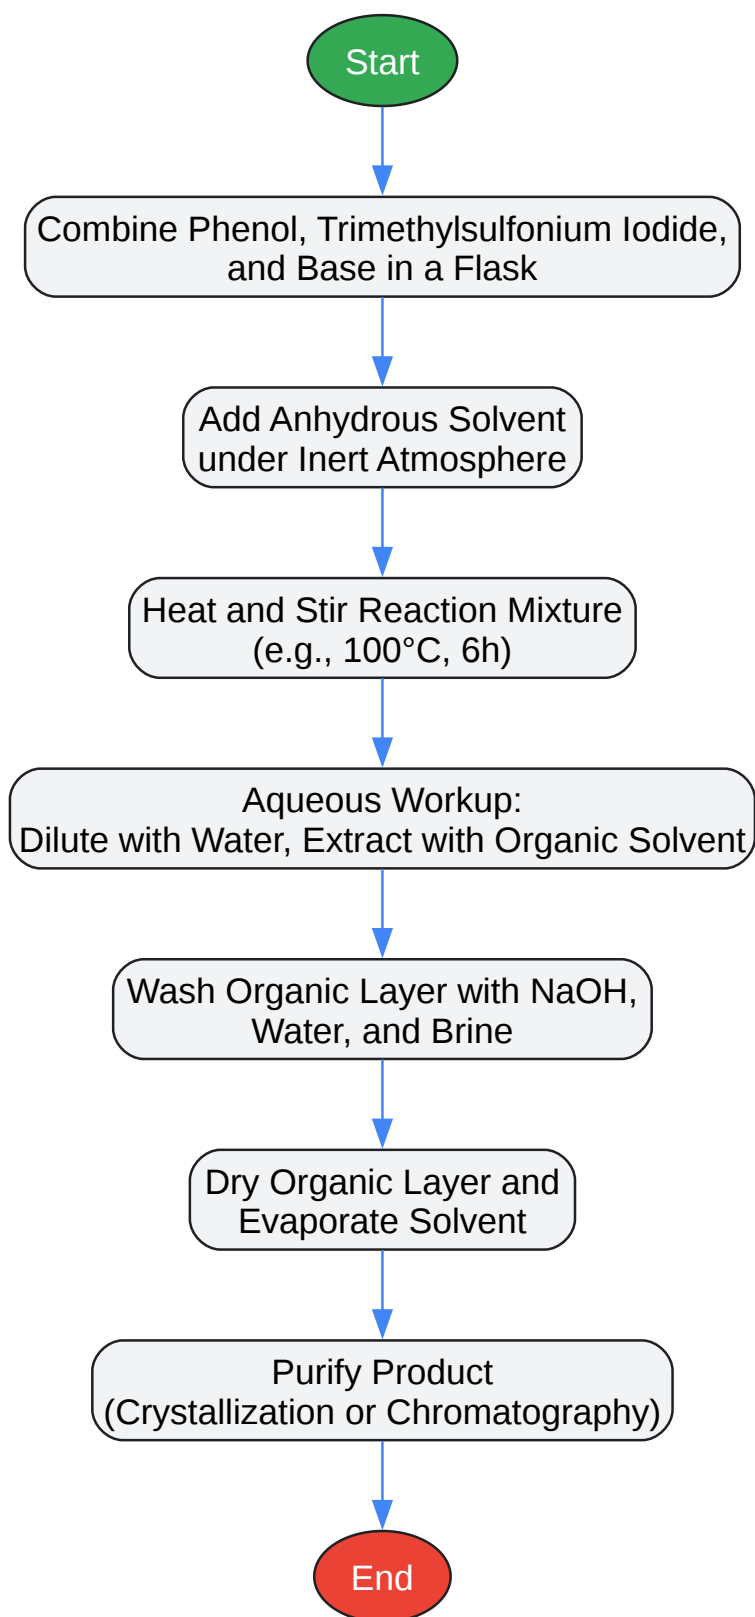 Start
Combine Phenol, Trimethylsulfonium Iodide,
and Base in a Flask
Add Anhydrous Solvent
under Inert Atmosphere
Heat and Stir Reaction Mixture
(e.g., 100°C, 6h)
Aqueous Workup:
Dilute with Water, Extract with Organic Solvent
Wash Organic Layer with NaOH,
Water, and Brine
Dry Organic Layer and
Evaporate Solvent
Purify Product
(Crystallization or Chromatography)
End